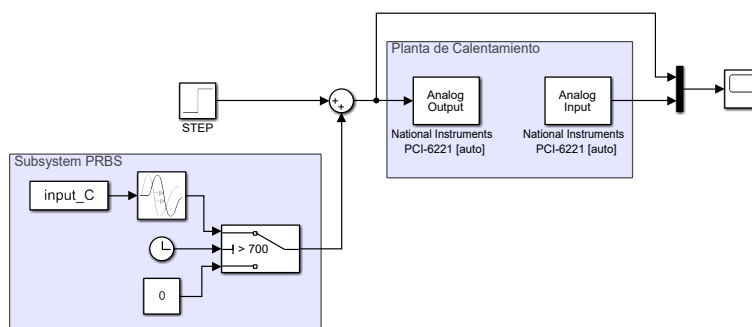 Planta de Calentamiento
Analog
Output
Analog
Input
STEP
National Instruments
PCI-6221 [auto]
National Instruments
PCI-6221 [auto]
Subsystem PRBS
input_C
> 700
0